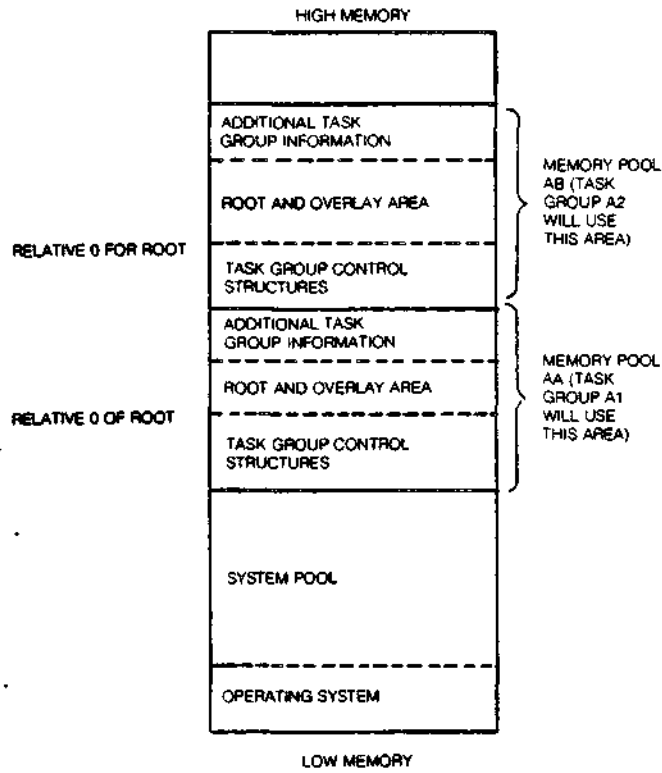 HIGH MEMORY
ADDITIONAL TASK
GROUP INFORMATION
ROOT AND OVERLAY AREA
RELATIVE 0 FOR ROOT
TASK GROUP CONTROL
STRUCTURES
MEMORY POOL
AB (TASK
GROUP A2
WILL USE
THIS AREA)
ADDITIONAL TASK
GROUP INFORMATION
ROOT AND OVERLAY AREA
RELATIVE 0 OF ROOT
TASK GROUP CONTROL
STRUCTURES
MEMORY POOL
AA (TASK
GROUP A1
WILL USE
THIS AREA)
SYSTEM POOL
OPERATING SYSTEM
LOW MEMORY